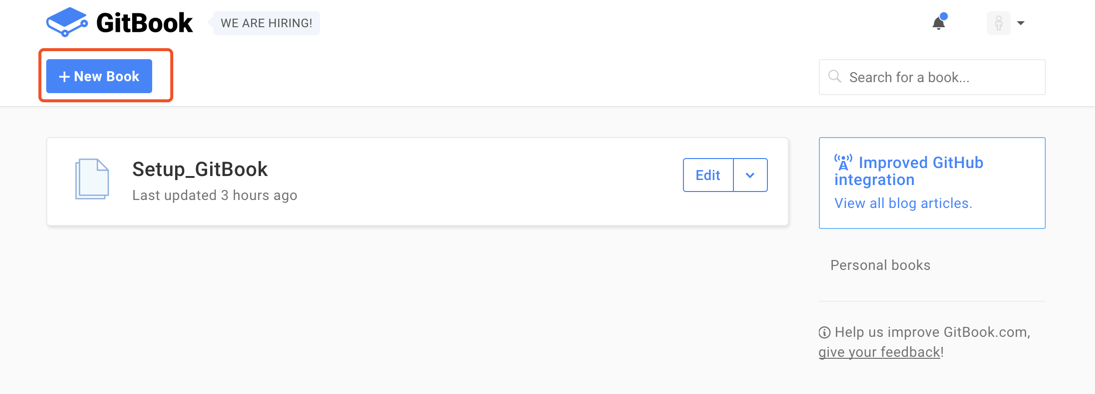 GitBook
WE ARE HIRING!
+ New Book
Search for a book...
Setup_GitBook
Last updated 3 hours ago
Edit
Improved GitHub
integration
View all blog articles.
Personal books
Help us improve GitBook.com,
give your feedback!